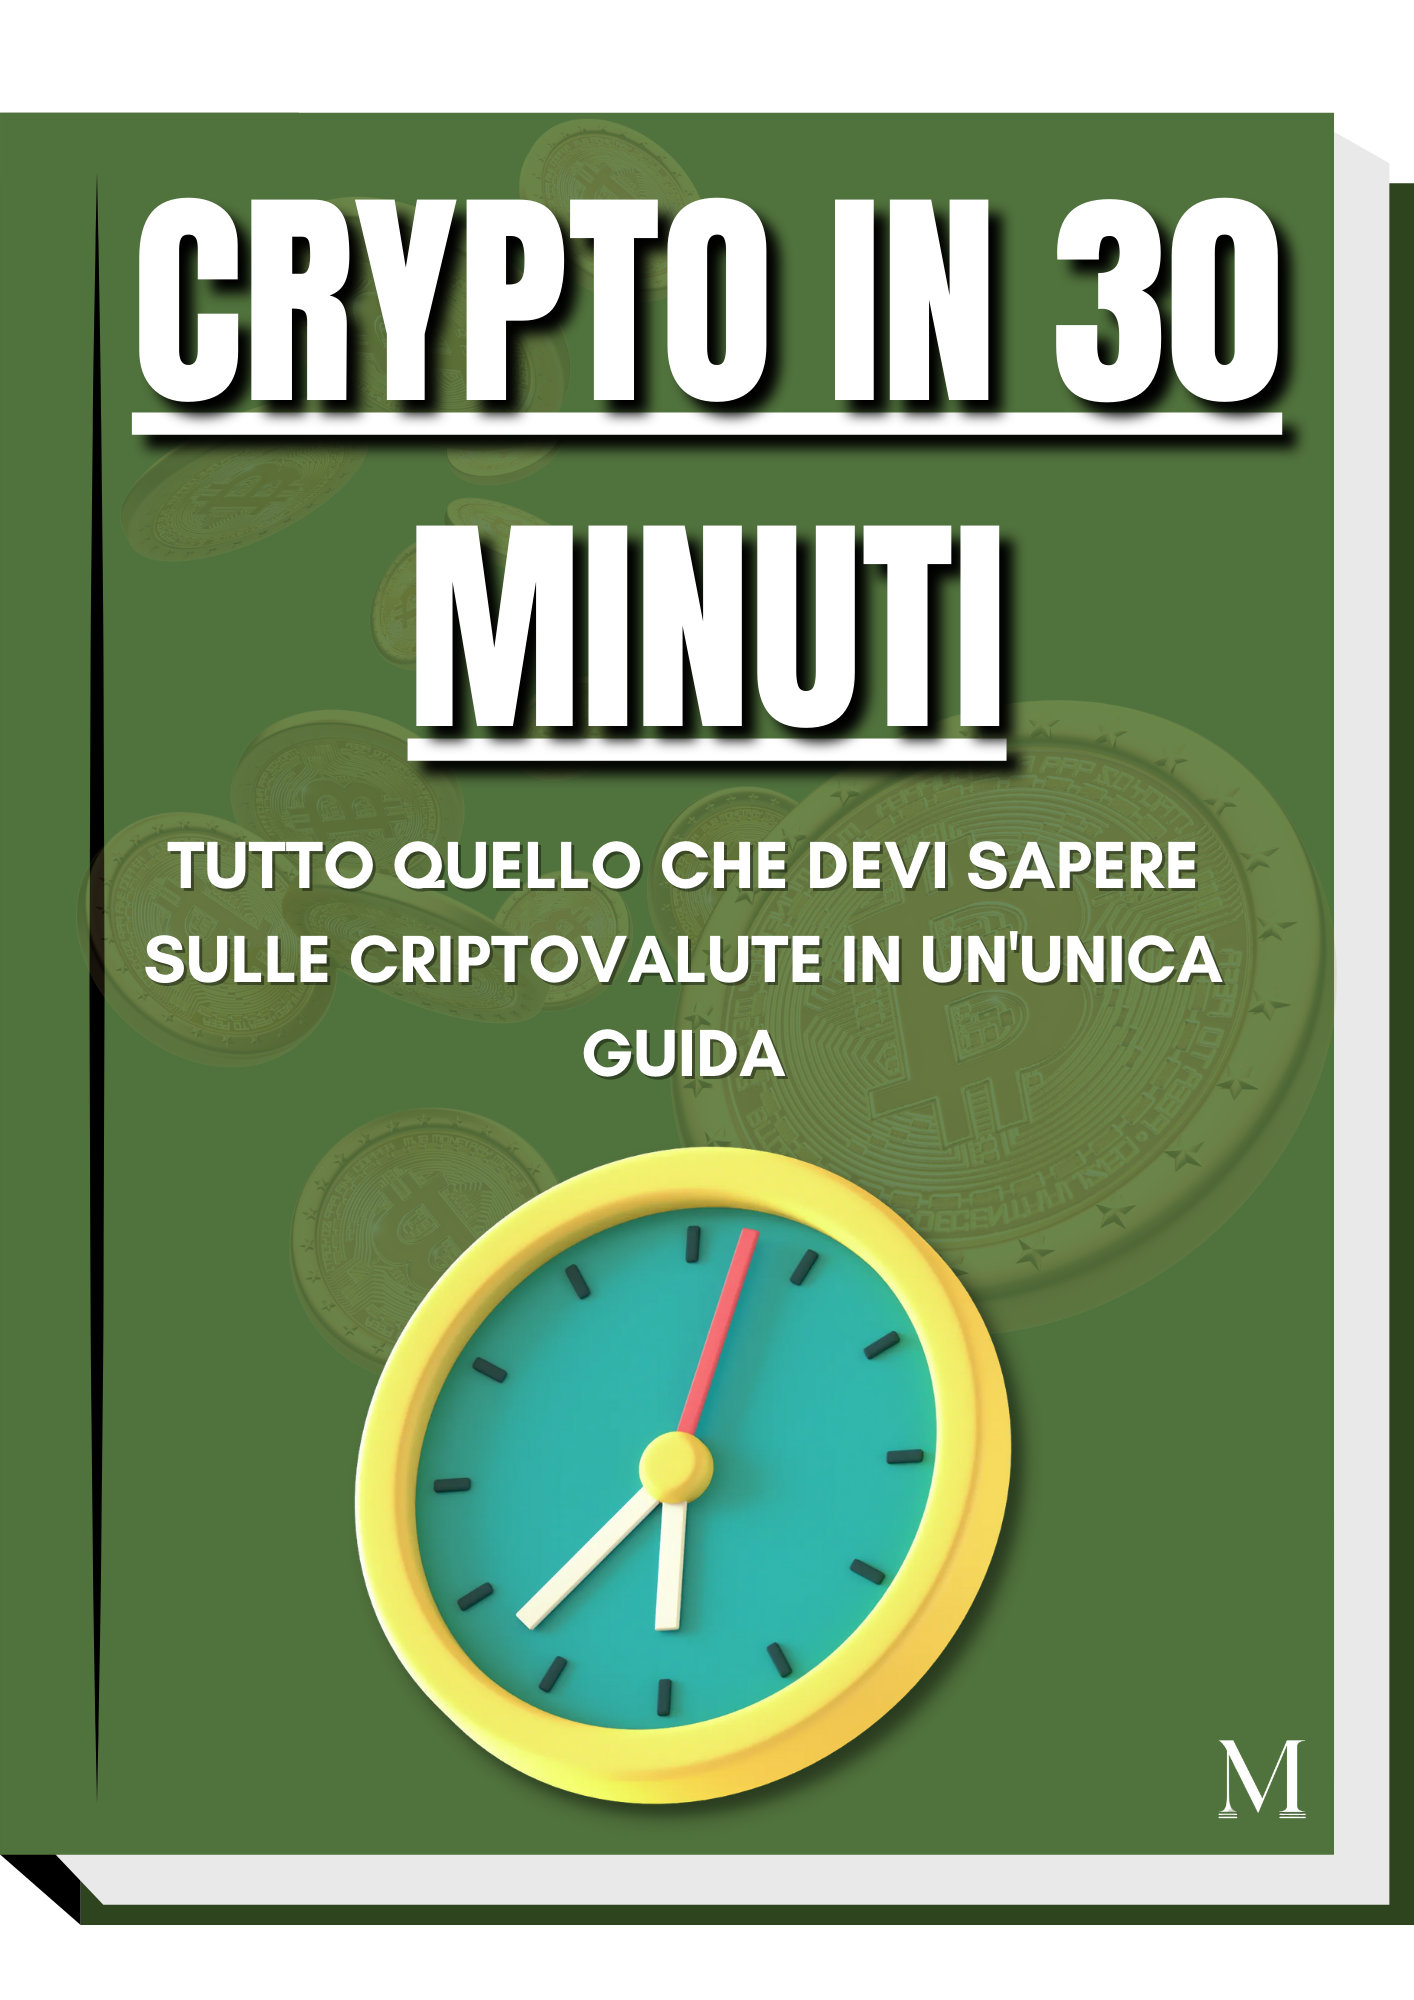 CRYPTO IN 30
MINUTI
TUTTO QUELLO CHE DEVI SAPERE
SULLE CRIPTOVALUTE IN UN'UNICA
GUIDA
M